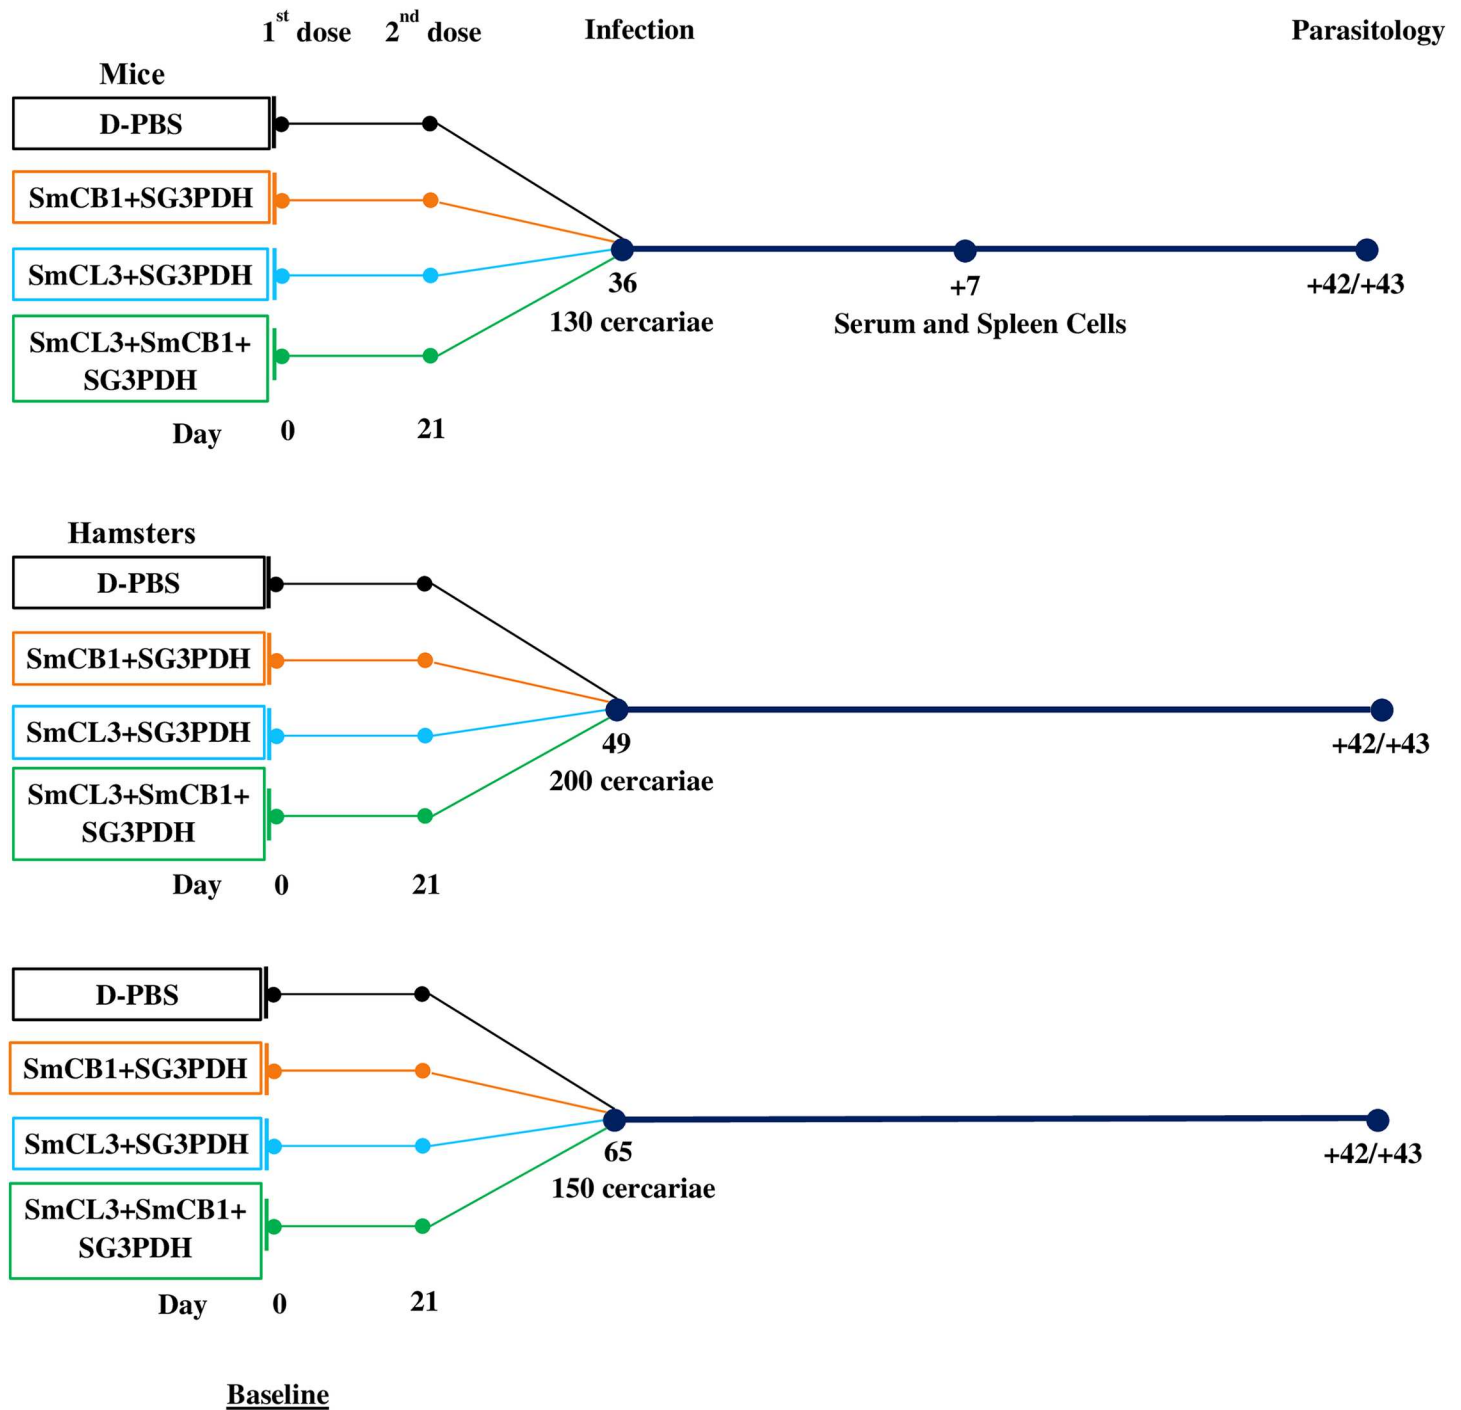 1st dose 2nd dose Infection Parasitology
Mice
D-PBS
SmCB1+SG3PDH
SmCL3+SG3PDH
36 +7 +42/+43
130 cercariae Serum and Spleen Cells
SmCL3+SmCB1+
SG3PDH
Day 0 21
Hamsters
D-PBS
SmCB1+SG3PDH
SmCL3+SG3PDH
49 +42/+43
200 cercariae
SmCL3+SmCB1+
SG3PDH
Day 0 21
D-PBS
SmCB1+SG3PDH
SmCL3+SG3PDH
65 +42/+43
150 cercariae
SmCL3+SmCB1+
SG3PDH
Day 0 21
Baseline